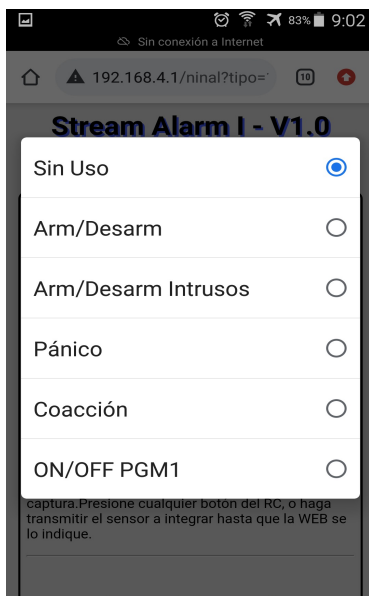 83% 9:02
Sin conexión a Internet
192.168.4.1/ninal?tipo=
10
Stream Alarm I - V1.0
Sin Uso
Arm/Desarm
Arm/Desarm Intrusos
Pánico
Coacción
ON/OFF PGM1
captura.Presione cualquier botón del RC, o haga
transmitir el sensor a integrar hasta que la WEB se
lo indique.